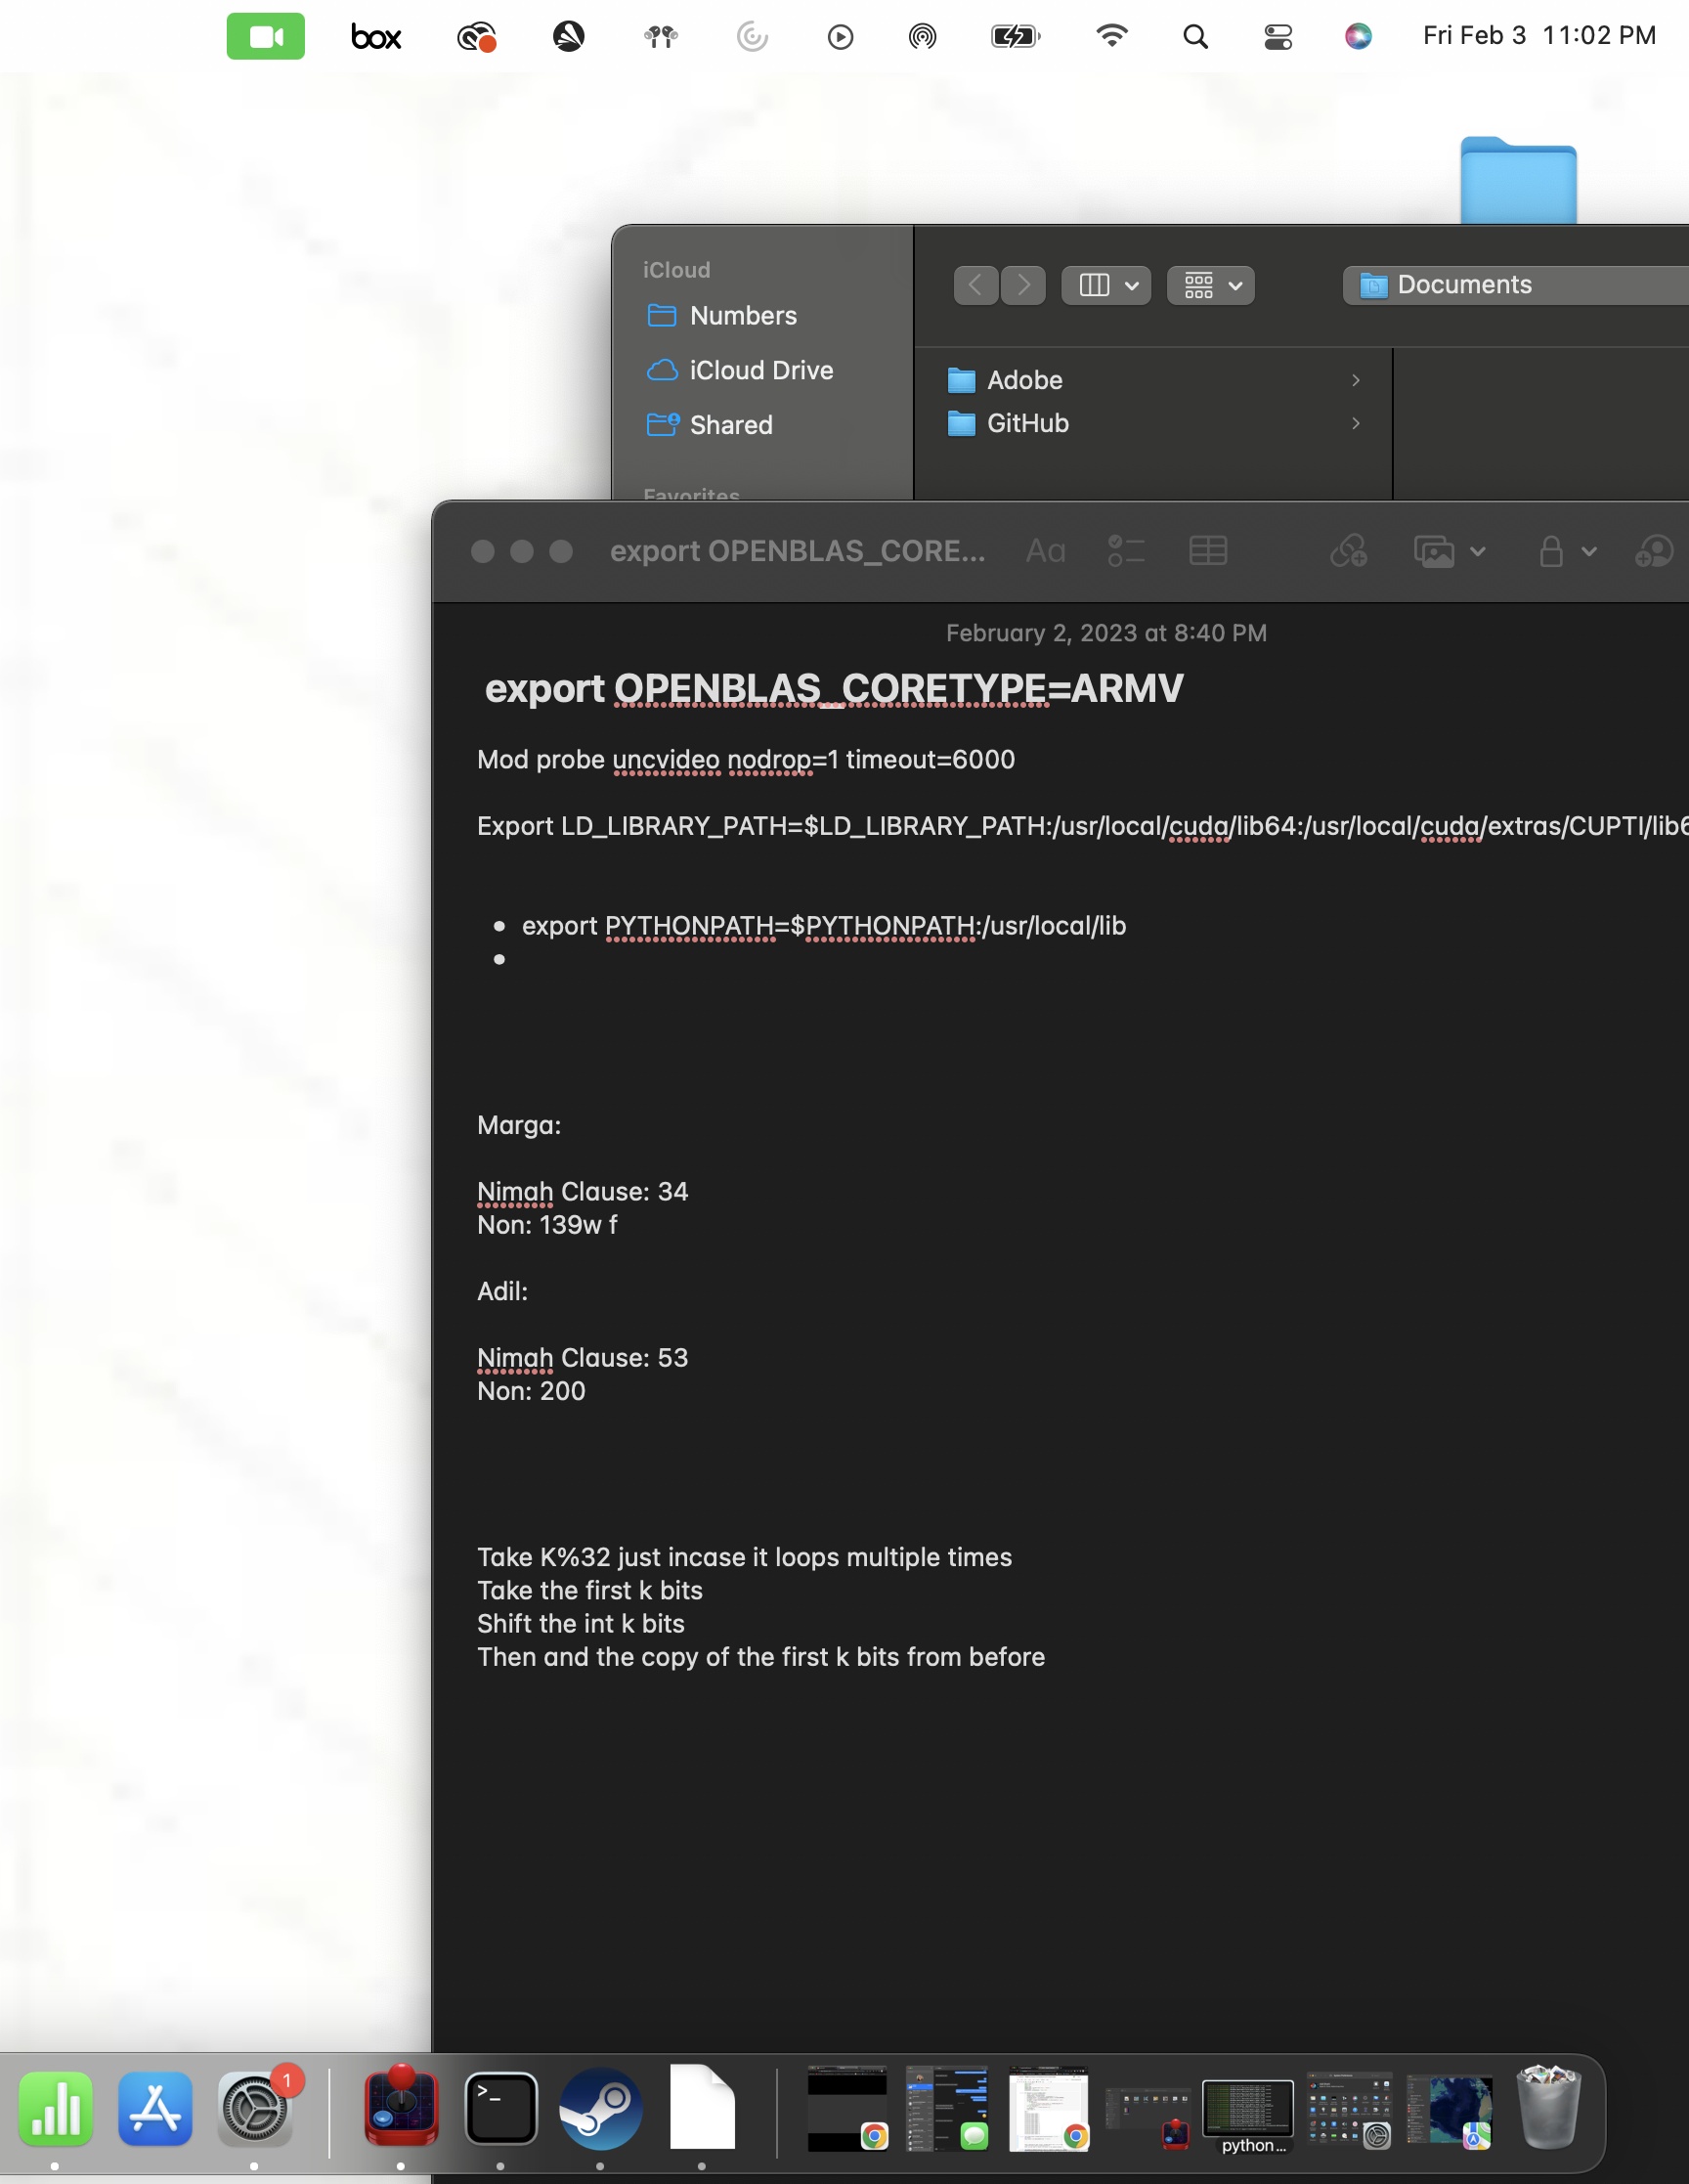 box
Fri Feb 3 11:02 PM
iCloud
Numbers
iCloud Drive
Shared
Favorites
Documents
Adobe
GitHub
export OPENBLAS_CORE...
Aa
February 2, 2023 at 8:40 PM
export OPENBLAS_CORETYPE=ARMV
Mod probe uncvideo nodrop=1 timeout=6000
Export LD_LIBRARY_PATH=$LD_LIBRARY_PATH:/usr/local/cuda/lib64:/usr/local/cuda/extras/CUPTI/lib6
• export PYTHONPATH=$PYTHONPATH:/usr/local/lib
•
Marga:
Nimah Clause: 34
Non: 139w f
Adil:
Nimah Clause: 53
Non: 200
Take K%32 just incase it loops multiple times
Take the first k bits
Shift the int k bits
Then and the copy of the first k bits from before
1
>_
python...